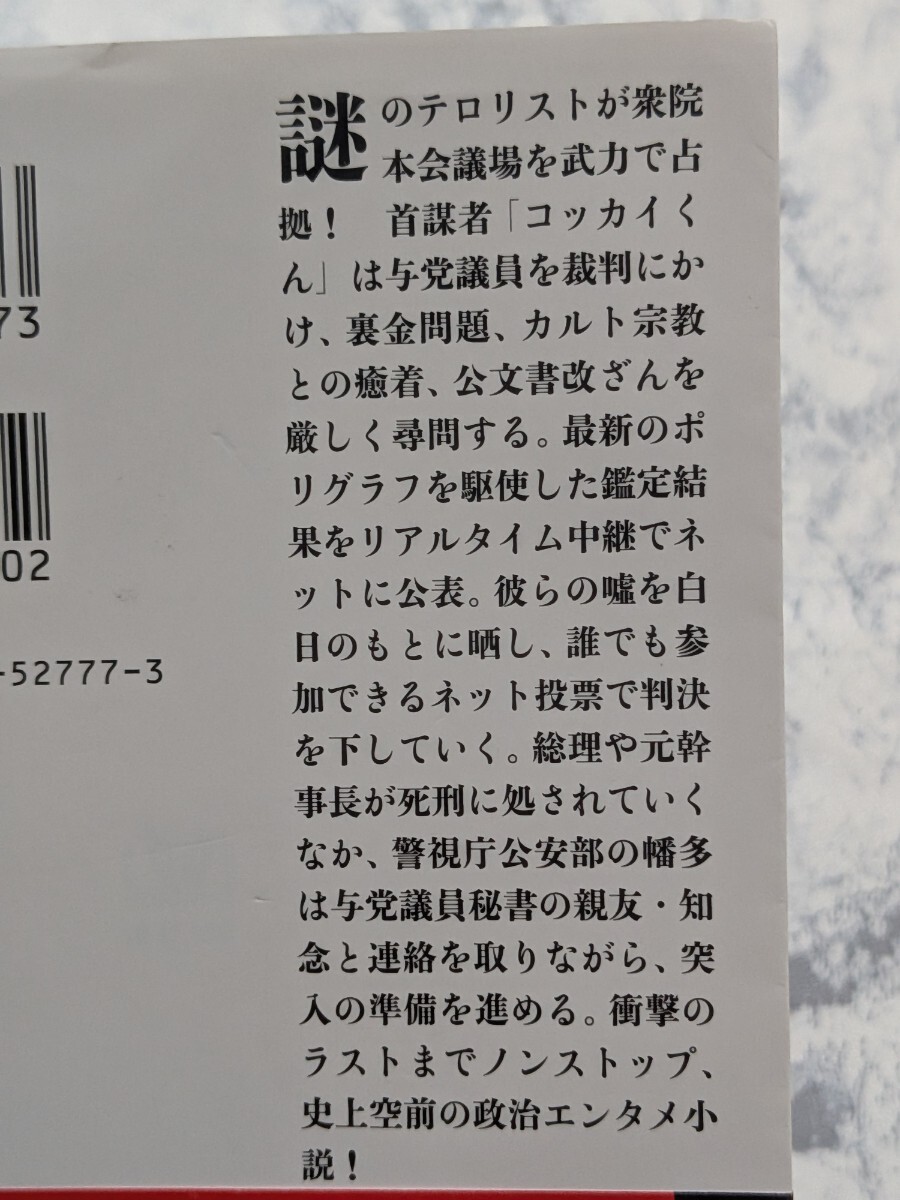 謎のテロリストが衆院
本会議場を武力で占
拠！　首謀者「コッカイく
ん」は与党議員を裁判にか
け、裏金問題、カルト宗教
との癒着、公文書改ざんを
厳しく尋問する。最新のポ
リグラフを駆使した鑑定結
果をリアルタイム中継でネ
ットに公表。彼らの嘘を白
日のもとに晒し、誰でも参
加できるネット投票で判決
を下していく。総理や元幹
事長が死刑に処されていく
なか、警視庁公安部の幡多
は与党議員秘書の親友・知
念と連絡を取りながら、突
入の準備を進める。衝撃の
ラストまでノンストップ、
史上空前の政治エンタメ小
説！
73
02
-52777-3